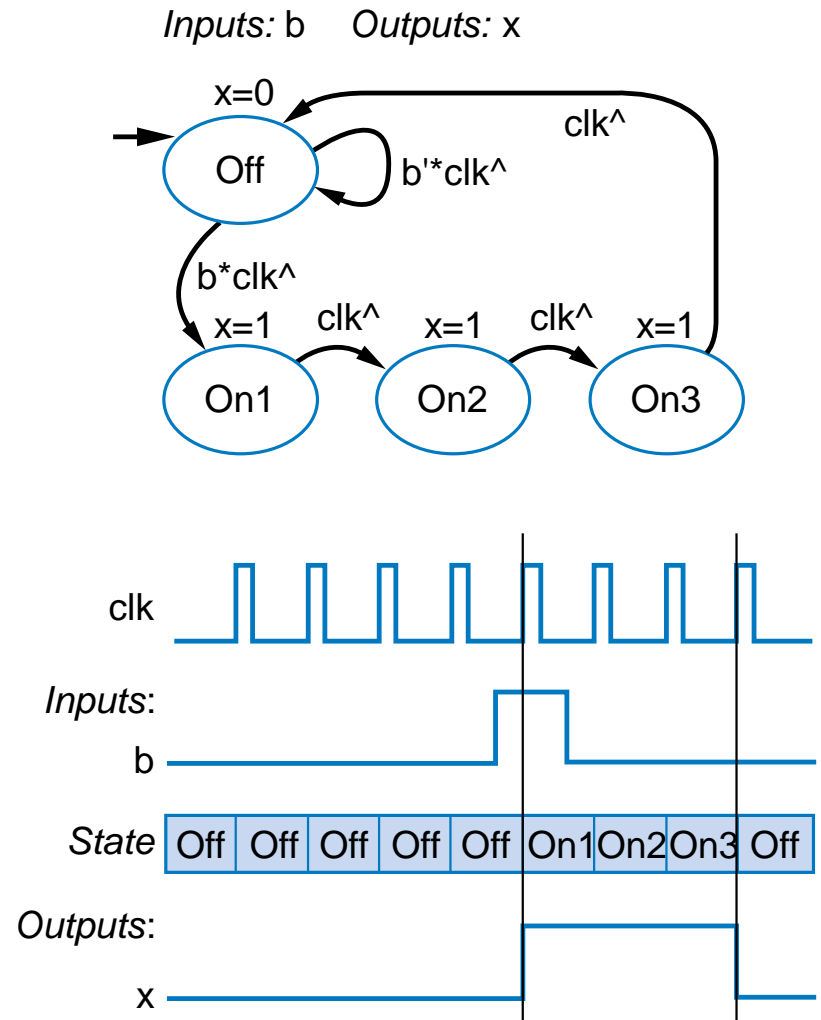 Inputs: b Outputs: x
x=0
clk^
Off
b'*clk^
b*clk^
x=1 clk^ x=1 clk^ x=1
On1 On2 On3
clk
Inputs:
b
State Off Off Off Off Off On1 On2 On3 Off
Outputs:
x